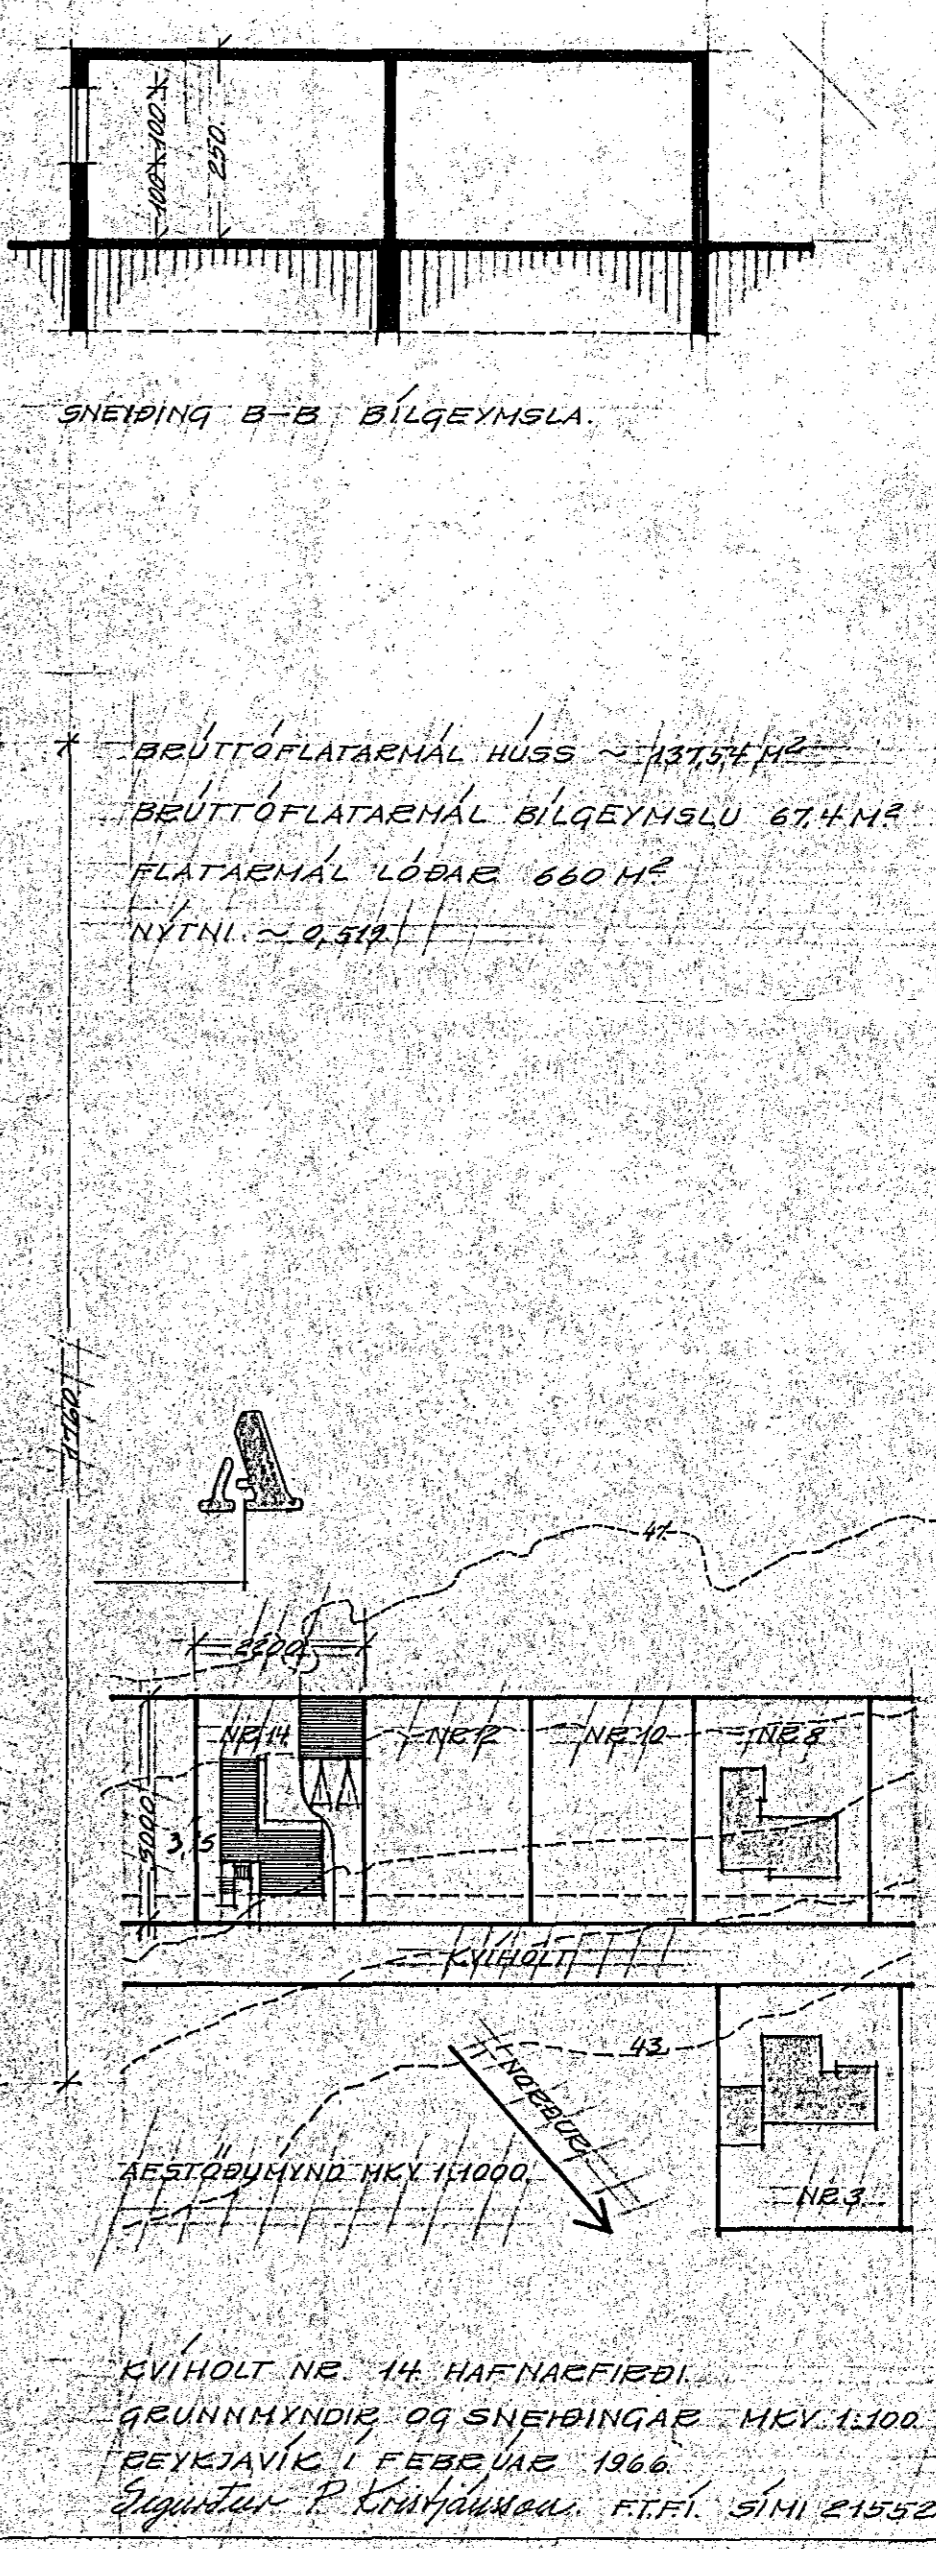 100
100
250
SNEIÐING B-B BÍLGEYMSLA.
BRÚTTÓFLATARMÁL HÚSS ~ 137,54 M²
BRÚTTÓFLATARMÁL BÍLGEYMSLU 67,4 M²
FLATARMÁL LÓÐAR 660 M²
NÝTNI. ~ 0,519
A
47
2200
NR 14
NR 12
NR 10
NR 8
3000
3,15
KVÍHOLT
43
NORÐUR
AFSTÖÐUMYND MKV 1:1000
NR 3
KVÍHOLT NR. 14 HAFNARFIRÐI.
GRUNNMYNDIR OG SNEIÐINGAR MKV. 1:100
REYKJAVÍK Í FEBRÚAR 1966
Sigurður P Kristjánsson. F.T.F.Í. SÍMI 21552